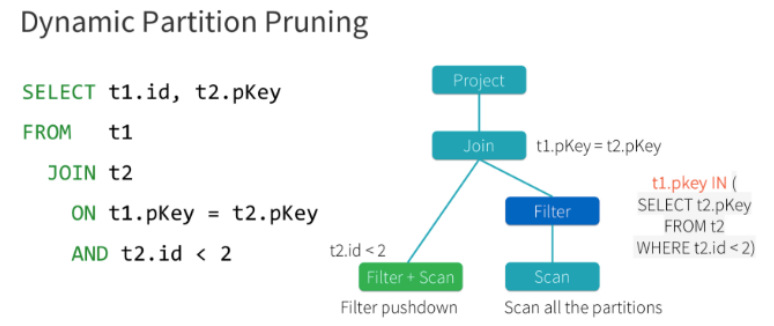 Dynamic Partition Pruning
SELECT t1.id, t2.pKey
FROM t1
JOIN t2
ON t1.pKey = t2.pKey
AND t2.id < 2
Project
Join
t1.pKey = t2.pKey
Filter
t1.pkey IN (
SELECT t2.pKey
FROM t2
WHERE t2.id < 2)
t2.id < 2
Filter + Scan
Scan
Filter pushdown
Scan all the partitions